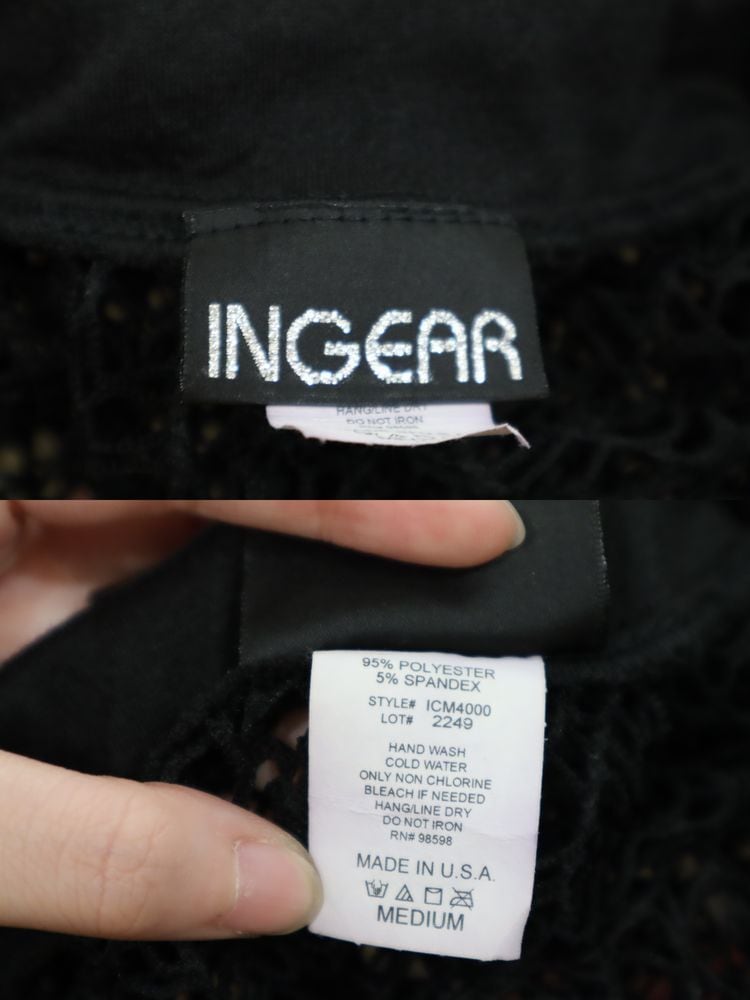 INGEAR
HANG/LINE DRY
DO NOT IRON
95% POLYESTER
5% SPANDEX
STYLE# ICM4000
LOT# 2249
HAND WASH
COLD WATER
ONLY NON CHLORINE
BLEACH IF NEEDED
HANG/LINE DRY
DO NOT IRON
RN# 98598
MADE IN U.S.A.
MEDIUM